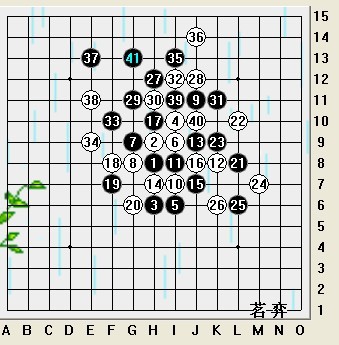 15
36 14
37 41 35 13
27 32 28 12
38 29 30 39 9 31 11
33 17 4 40 22 10
34 7 2 6 13 23 9
18 8 1 11 16 12 21 8
19 14 10 15 24 7
20 3 5 26 25 6
5
4
3
2
茗弈 1
A B C D E F G H I J K L M N O